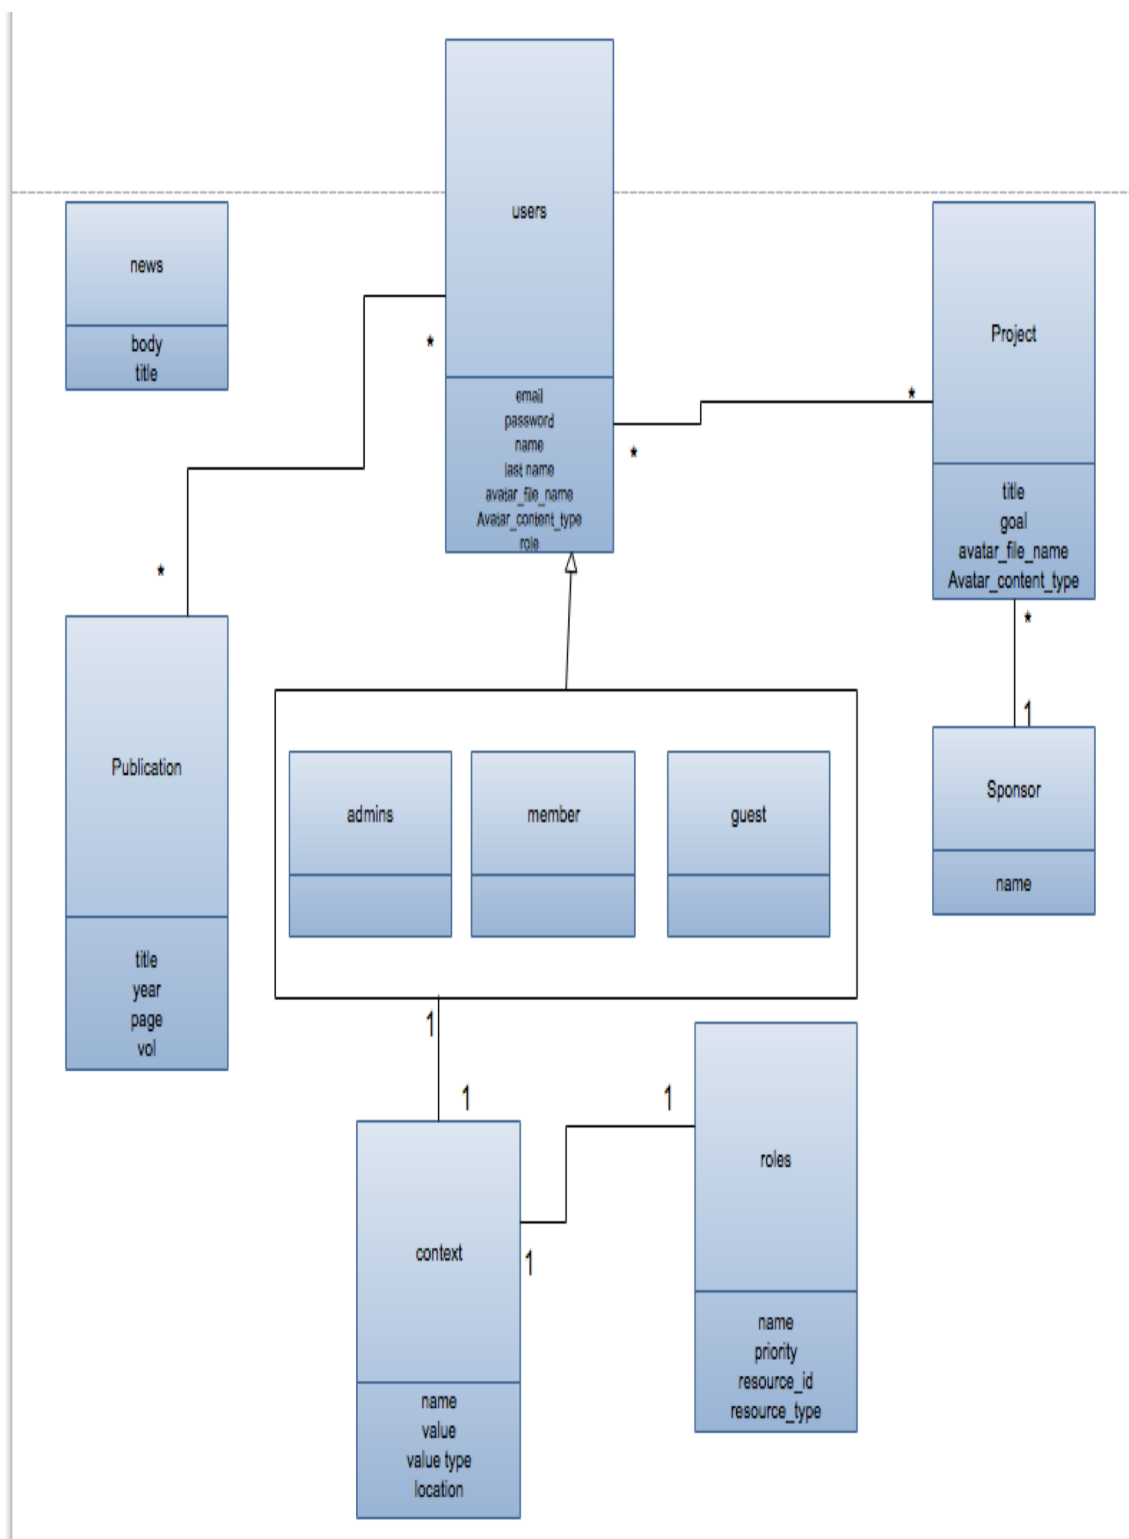 users
news
body
title
*
email
password
name
last name
avatar_file_name
Avatar_content_type
role
*
*
Project
title
goal
avatar_file_name
Avatar_content_type
*
1
Sponsor
name
*
Publication
title
year
page
vol
admins
member
guest
1
1
1
1
context
name
value
value type
location
roles
name
priority
resource_id
resource_type